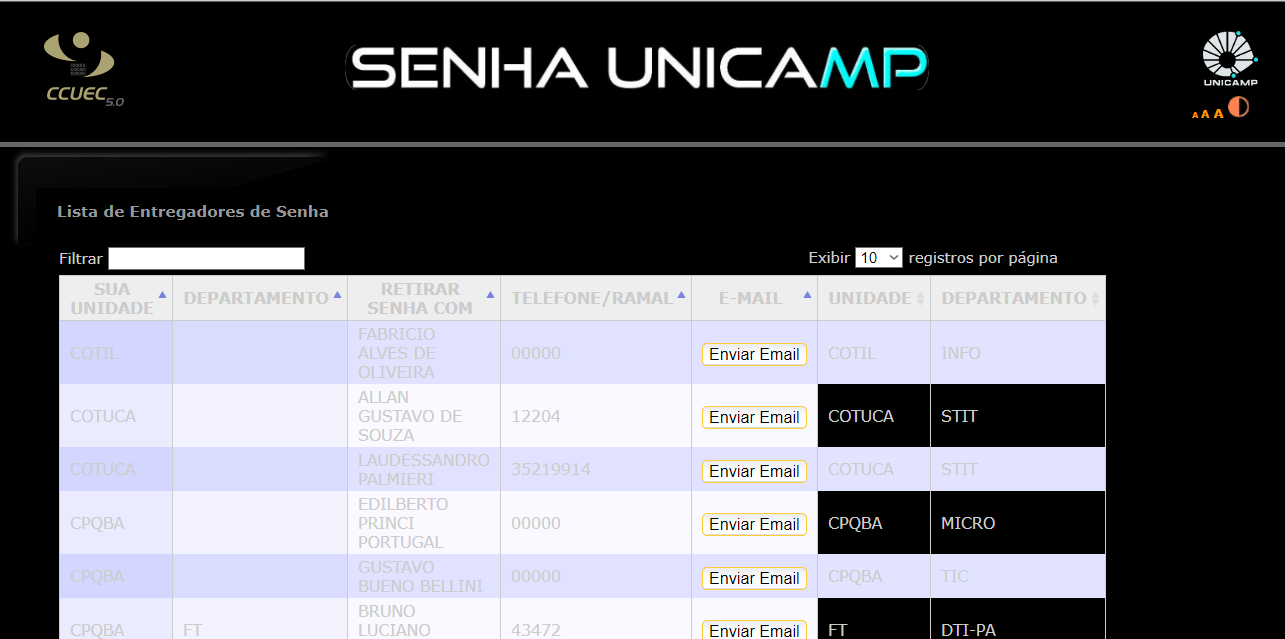 CCUEC 5.0
SENHA UNICAMP
UNICAMP
A A A
Lista de Entregadores de Senha
Filtrar
Exibir 10 registros por página
SUA UNIDADE DEPARTAMENTO RETIRAR SENHA COM TELEFONE/RAMAL E-MAIL UNIDADE DEPARTAMENTO
COTIL FABRICIO ALVES DE OLIVEIRA 00000 Enviar Email COTIL INFO
COTUCA ALLAN GUSTAVO DE SOUZA 12204 Enviar Email COTUCA STIT
COTUCA LAUDESSANDRO PALMIERI 35219914 Enviar Email COTUCA STIT
CPQBA EDILBERTO PRINCI PORTUGAL 00000 Enviar Email CPQBA MICRO
CPQBA GUSTAVO BUENO BELLINI 00000 Enviar Email CPQBA TIC
CPQBA FT BRUNO LUCIANO 43472 Enviar Email FT DTI-PA